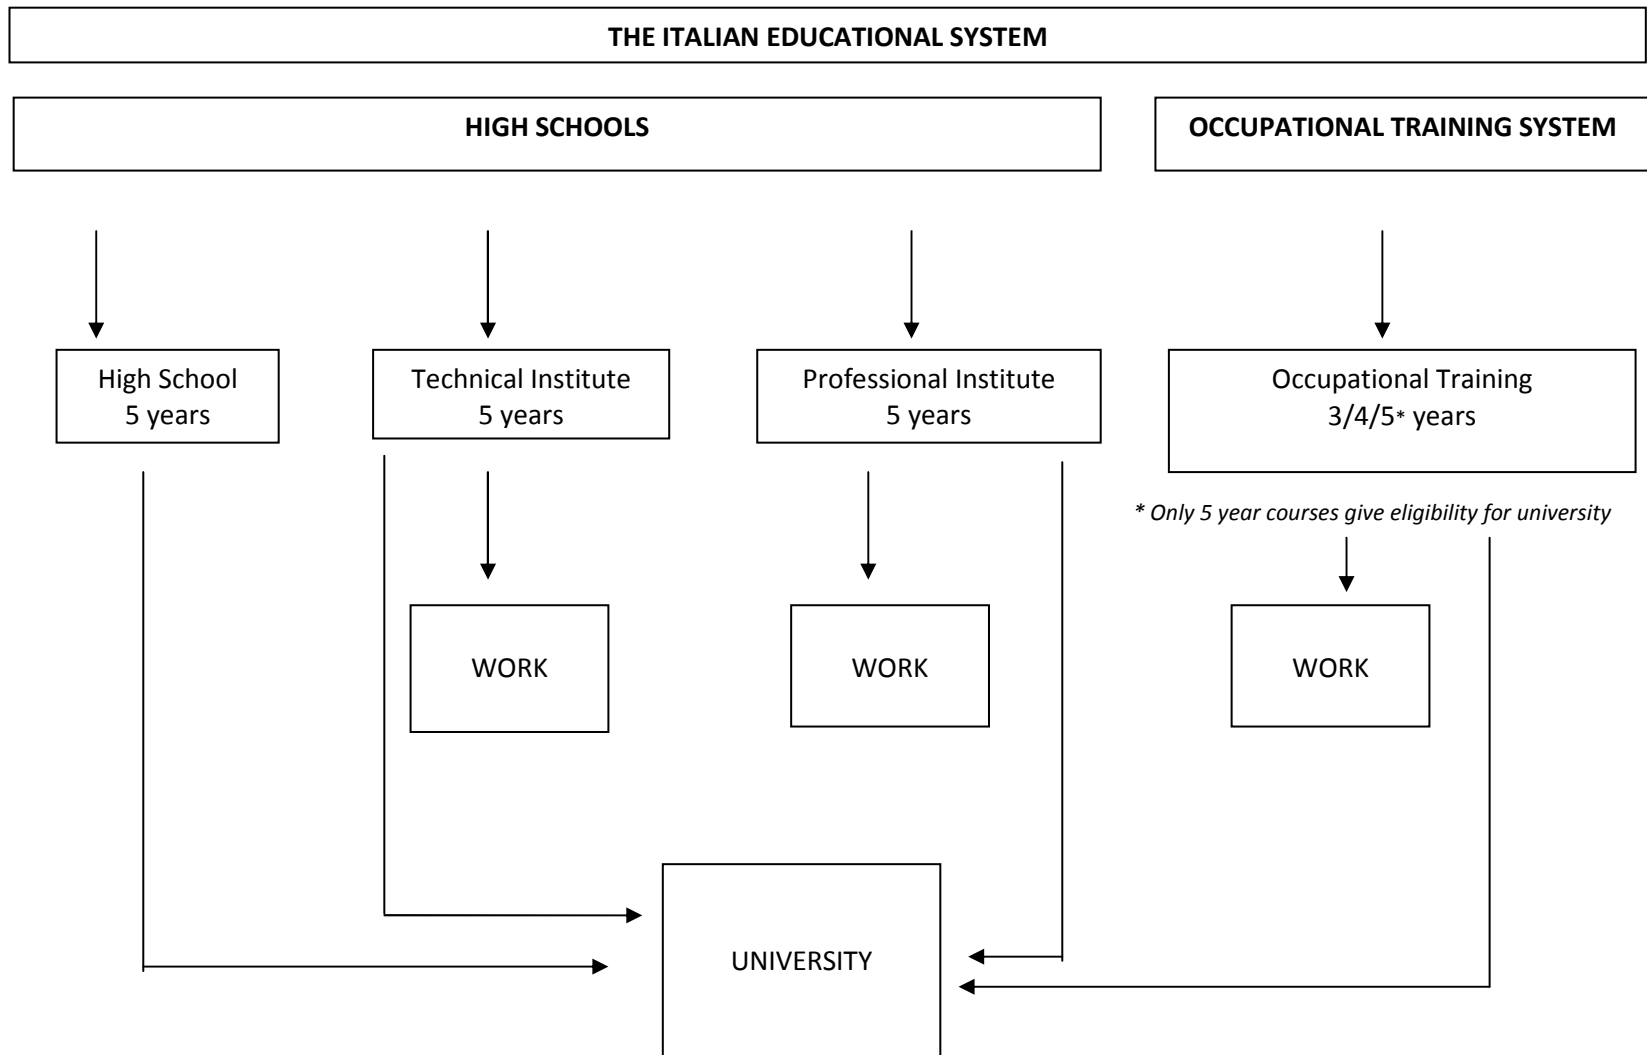 THE ITALIAN EDUCATIONAL SYSTEM
HIGH SCHOOLS
OCCUPATIONAL TRAINING SYSTEM
High School
5 years
Technical Institute
5 years
Professional Institute
5 years
Occupational Training
3/4/5* years
* Only 5 year courses give eligibility for university
WORK
WORK
WORK
UNIVERSITY